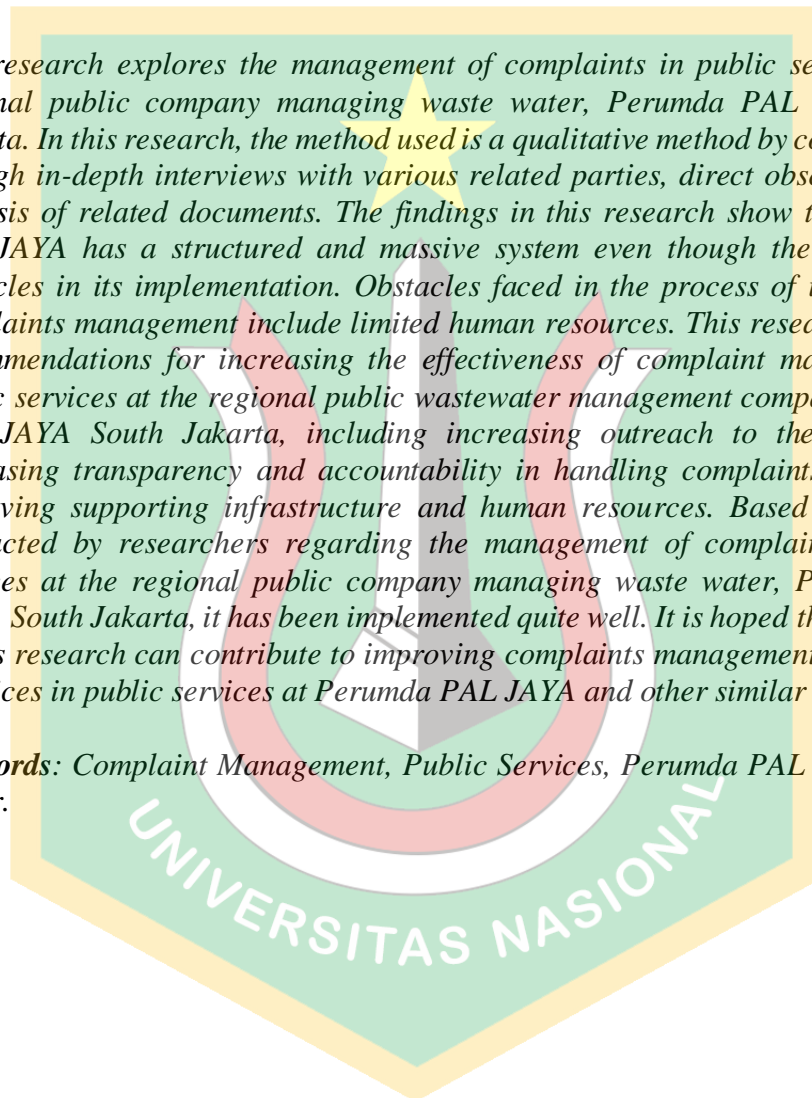 research explores the management of complaints in public se
nal public company managing waste water, Perumda PAL
ta. In this research, the method used is a qualitative method by co
gh in-depth interviews with various related parties, direct obse
sis of related documents. The findings in this research show t
JAYA has a structured and massive system even though the
cles in its implementation. Obstacles faced in the process of i
laints management include limited human resources. This resea
mmendations for increasing the effectiveness of complaint ma
c services at the regional public wastewater management compa
JAYA South Jakarta, including increasing outreach to the
asing transparency and accountability in handling complaints
ving supporting infrastructure and human resources. Based
ucted by researchers regarding the management of complain
es at the regional public company managing waste water, P
South Jakarta, it has been implemented quite well. It is hoped th
s research can contribute to improving complaints management
ices in public services at Perumda PAL JAYA and other similar
ords: Complaint Management, Public Services, Perumda PAL
r.
UNIVERSITAS NASIONAL